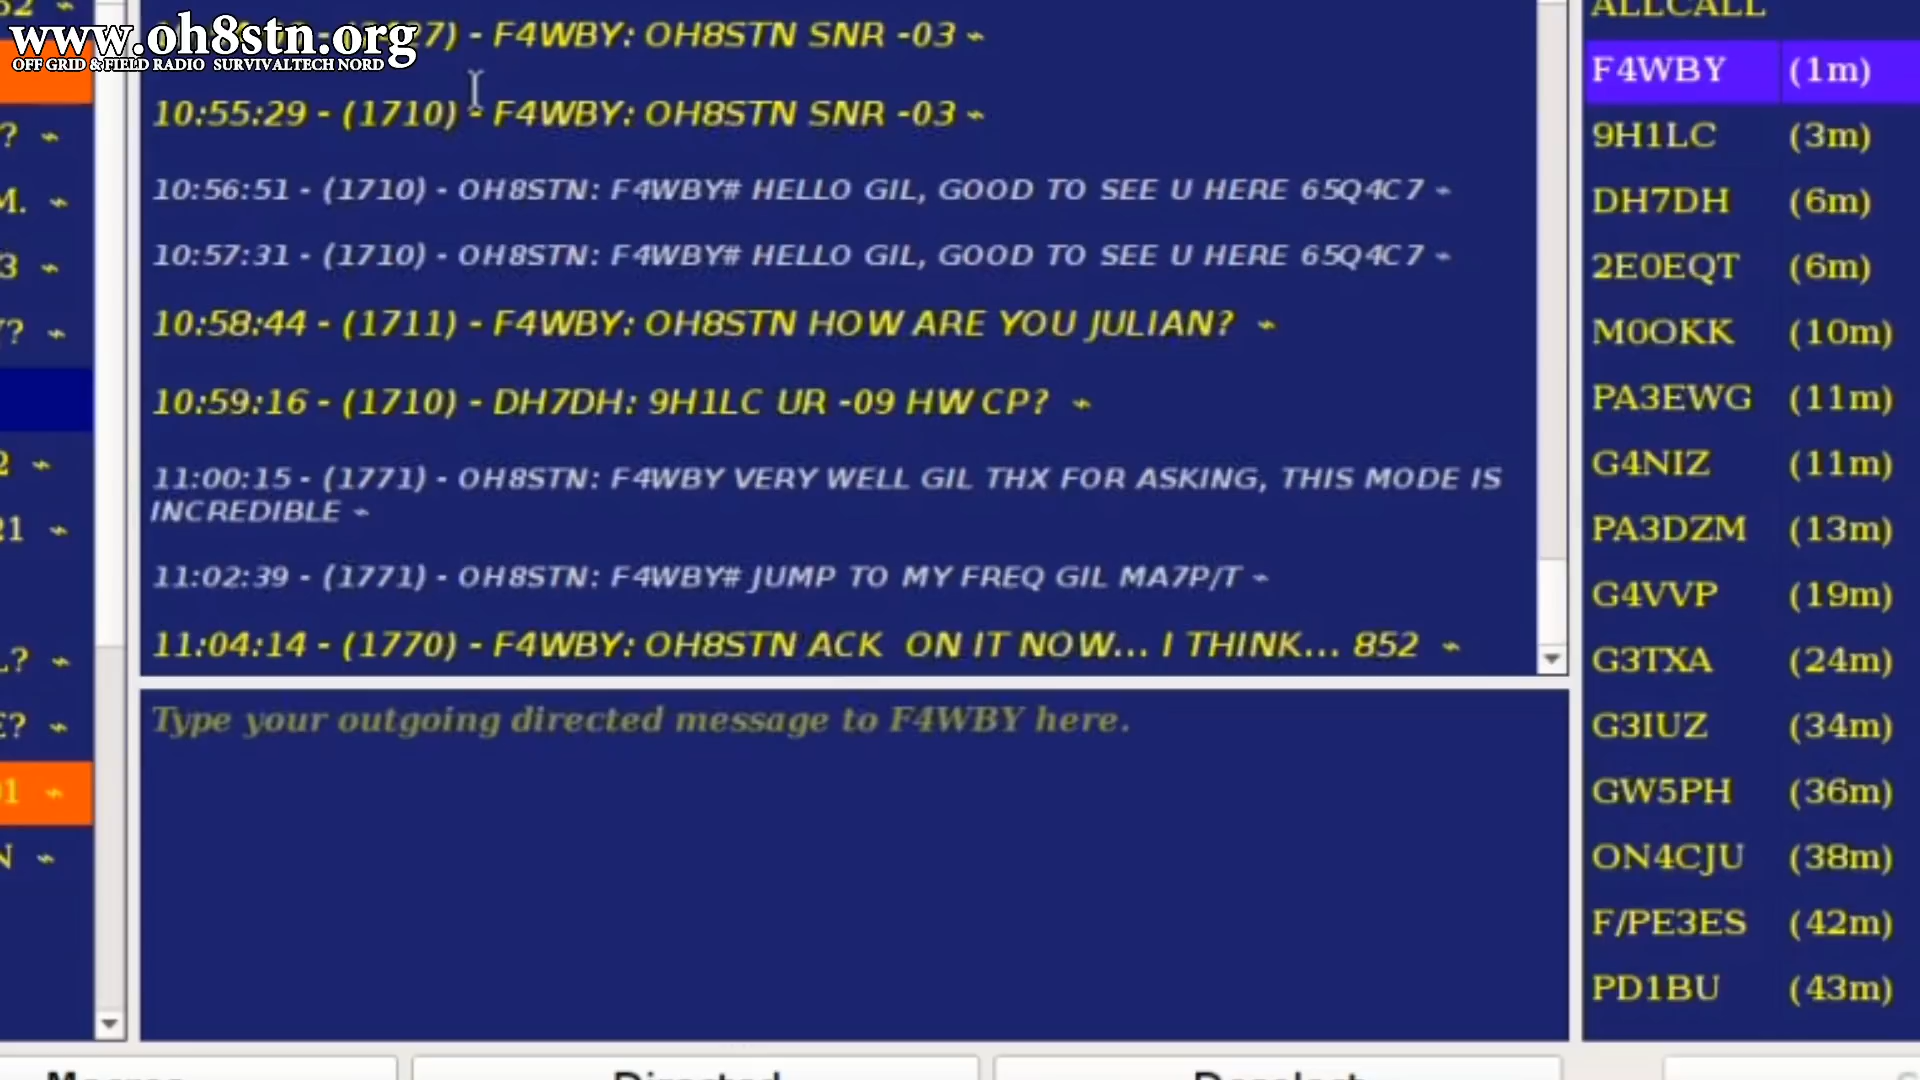 www.oh8stn.org
OFF GRID & FIELD RADIO SURVIVALTECH NORD
F4WBY: OH8STN SNR -03
10:55:29 - (1710) - F4WBY: OH8STN SNR -03
10:56:51 - (1710) - OH8STN: F4WBY# HELLO GIL, GOOD TO SEE U HERE 65Q4C7
10:57:31 - (1710) - OH8STN: F4WBY# HELLO GIL, GOOD TO SEE U HERE 65Q4C7
10:58:44 - (1711) - F4WBY: OH8STN HOW ARE YOU JULIAN?
10:59:16 - (1710) - DH7DH: 9H1LC UR -09 HW CP?
11:00:15 - (1771) - OH8STN: F4WBY VERY WELL GIL THX FOR ASKING, THIS MODE IS
INCREDIBLE
11:02:39 - (1771) - OH8STN: F4WBY# JUMP TO MY FREQ GIL MA7P/T
11:04:14 - (1770) - F4WBY: OH8STN ACK ON IT NOW... I THINK... 852
Type your outgoing directed message to F4WBY here.
ALLCALL
F4WBY (1m)
9H1LC (3m)
DH7DH (6m)
2E0EQT (6m)
M0OKK (10m)
PA3EWG (11m)
G4NIZ (11m)
PA3DZM (13m)
G4VVP (19m)
G3TXA (24m)
G3IUZ (34m)
GW5PH (36m)
ON4CJU (38m)
F/PE3ES (42m)
PD1BU (43m)
Macros
Directed
Deselect